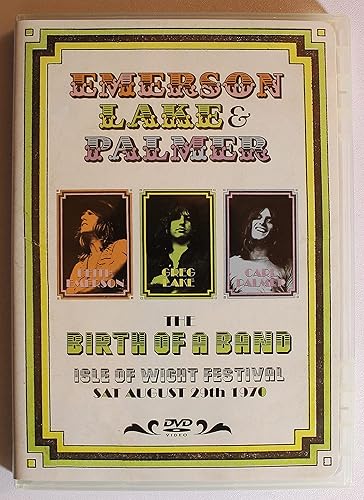 EMERSON
LAKE &
PALMER
KEITH
EMERSON
GREG
LAKE
CARL
PALMER
THE
BIRTH OF A BAND
ISLE OF WIGHT FESTIVAL
SAT AUGUST 29th 1970
DVD
VIDEO